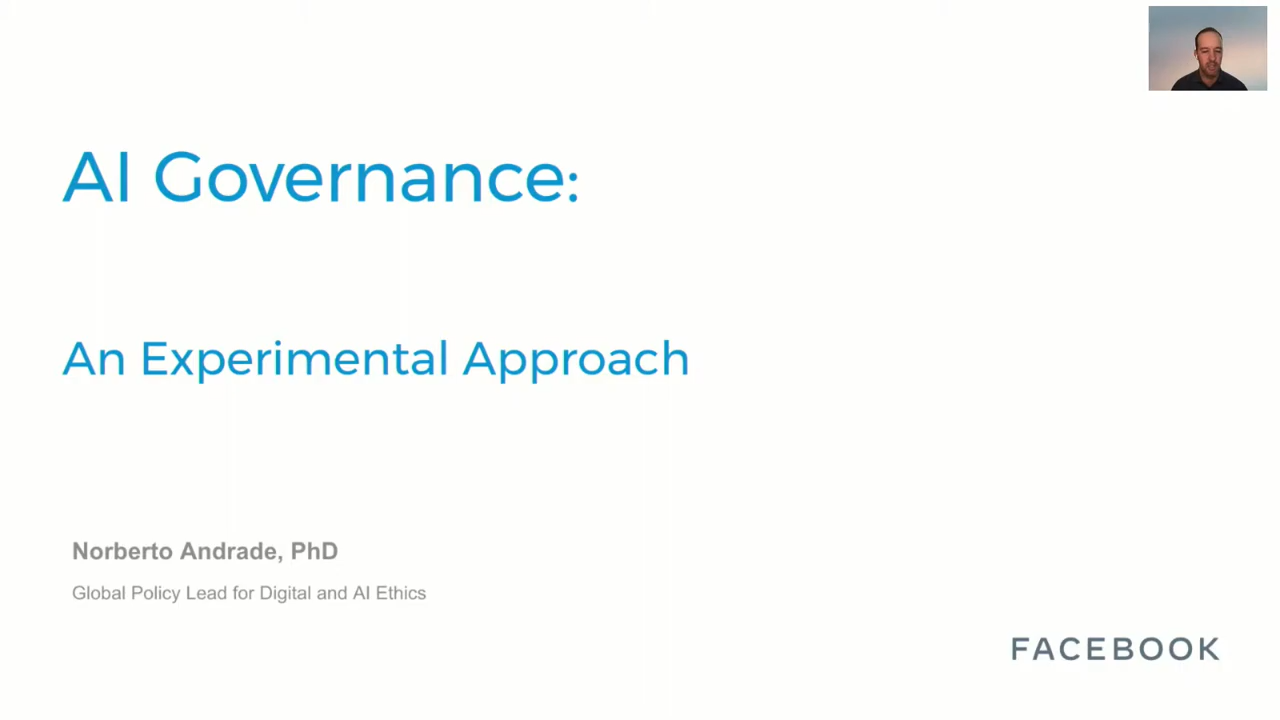 AI Governance:
An Experimental Approach
Norberto Andrade, PhD
Global Policy Lead for Digital and AI Ethics
FACEBOOK